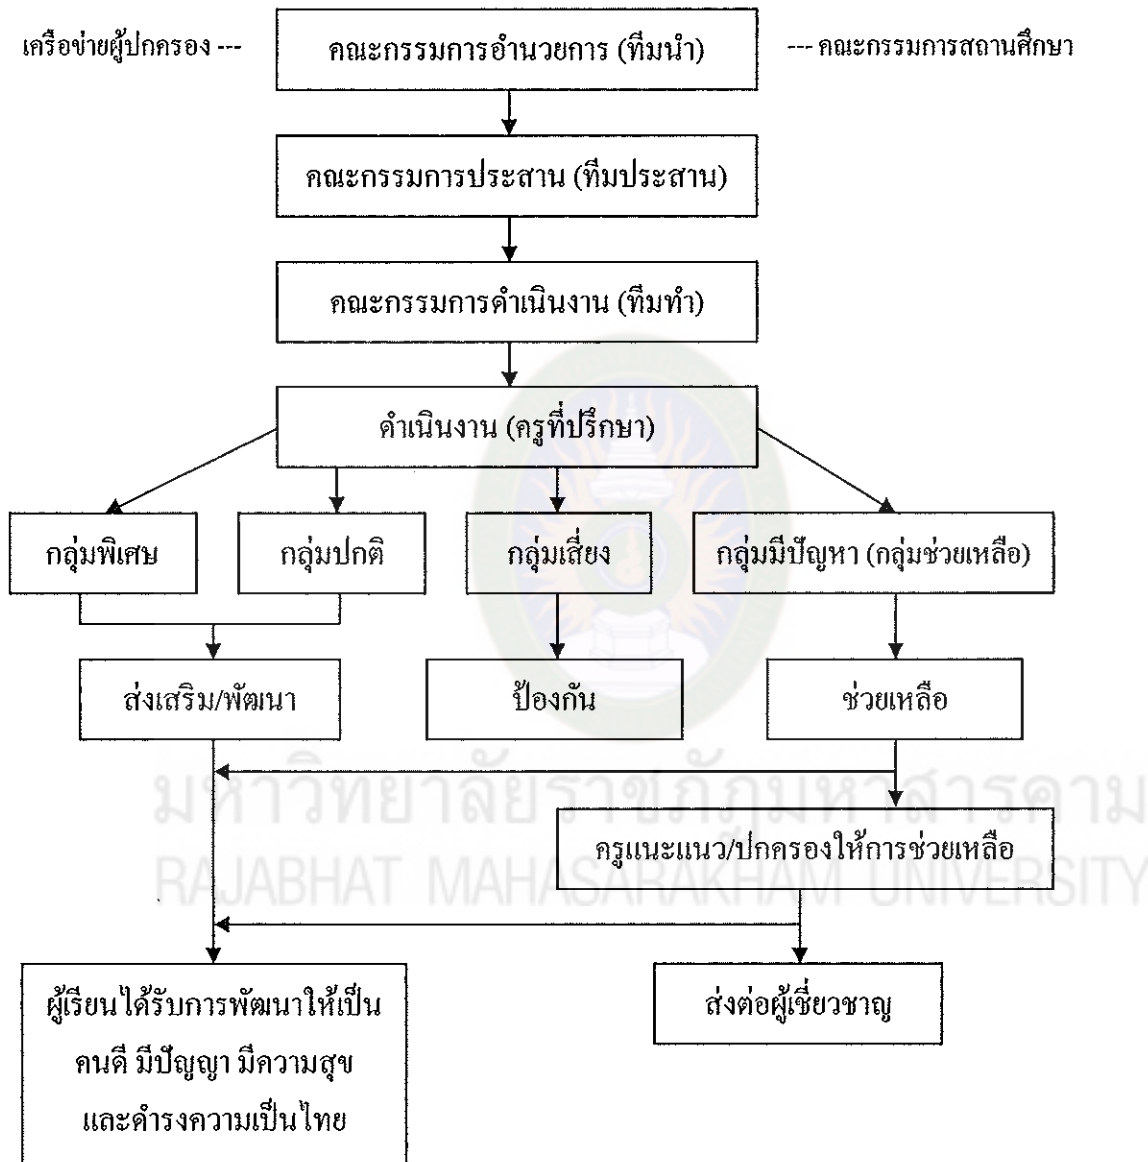 เครือข่ายผู้ปกครอง --- คณะกรรมการอำนวยการ (ทีมนำ) --- คณะกรรมการสถานศึกษา
คณะกรรมการประสาน (ทีมประสาน)
คณะกรรมการดำเนินงาน (ทีมทำ)
ดำเนินงาน (ครูที่ปรึกษา)
กลุ่มพิเศษ กลุ่มปกติ กลุ่มเสี่ยง กลุ่มมีปัญหา (กลุ่มช่วยเหลือ)
ส่งเสริม/พัฒนา ป้องกัน ช่วยเหลือ
มหาวิทยาลัยราชภัฏมหาสารคาม
ครูแนะแนว/ปกครองให้การช่วยเหลือ
RAJABHAT MAHASARAKHAM UNIVERSITY
ผู้เรียนได้รับการพัฒนาให้เป็น
คนดี มีปัญญา มีความสุข
และดำรงความเป็นไทย
ส่งต่อผู้เชี่ยวชาญ